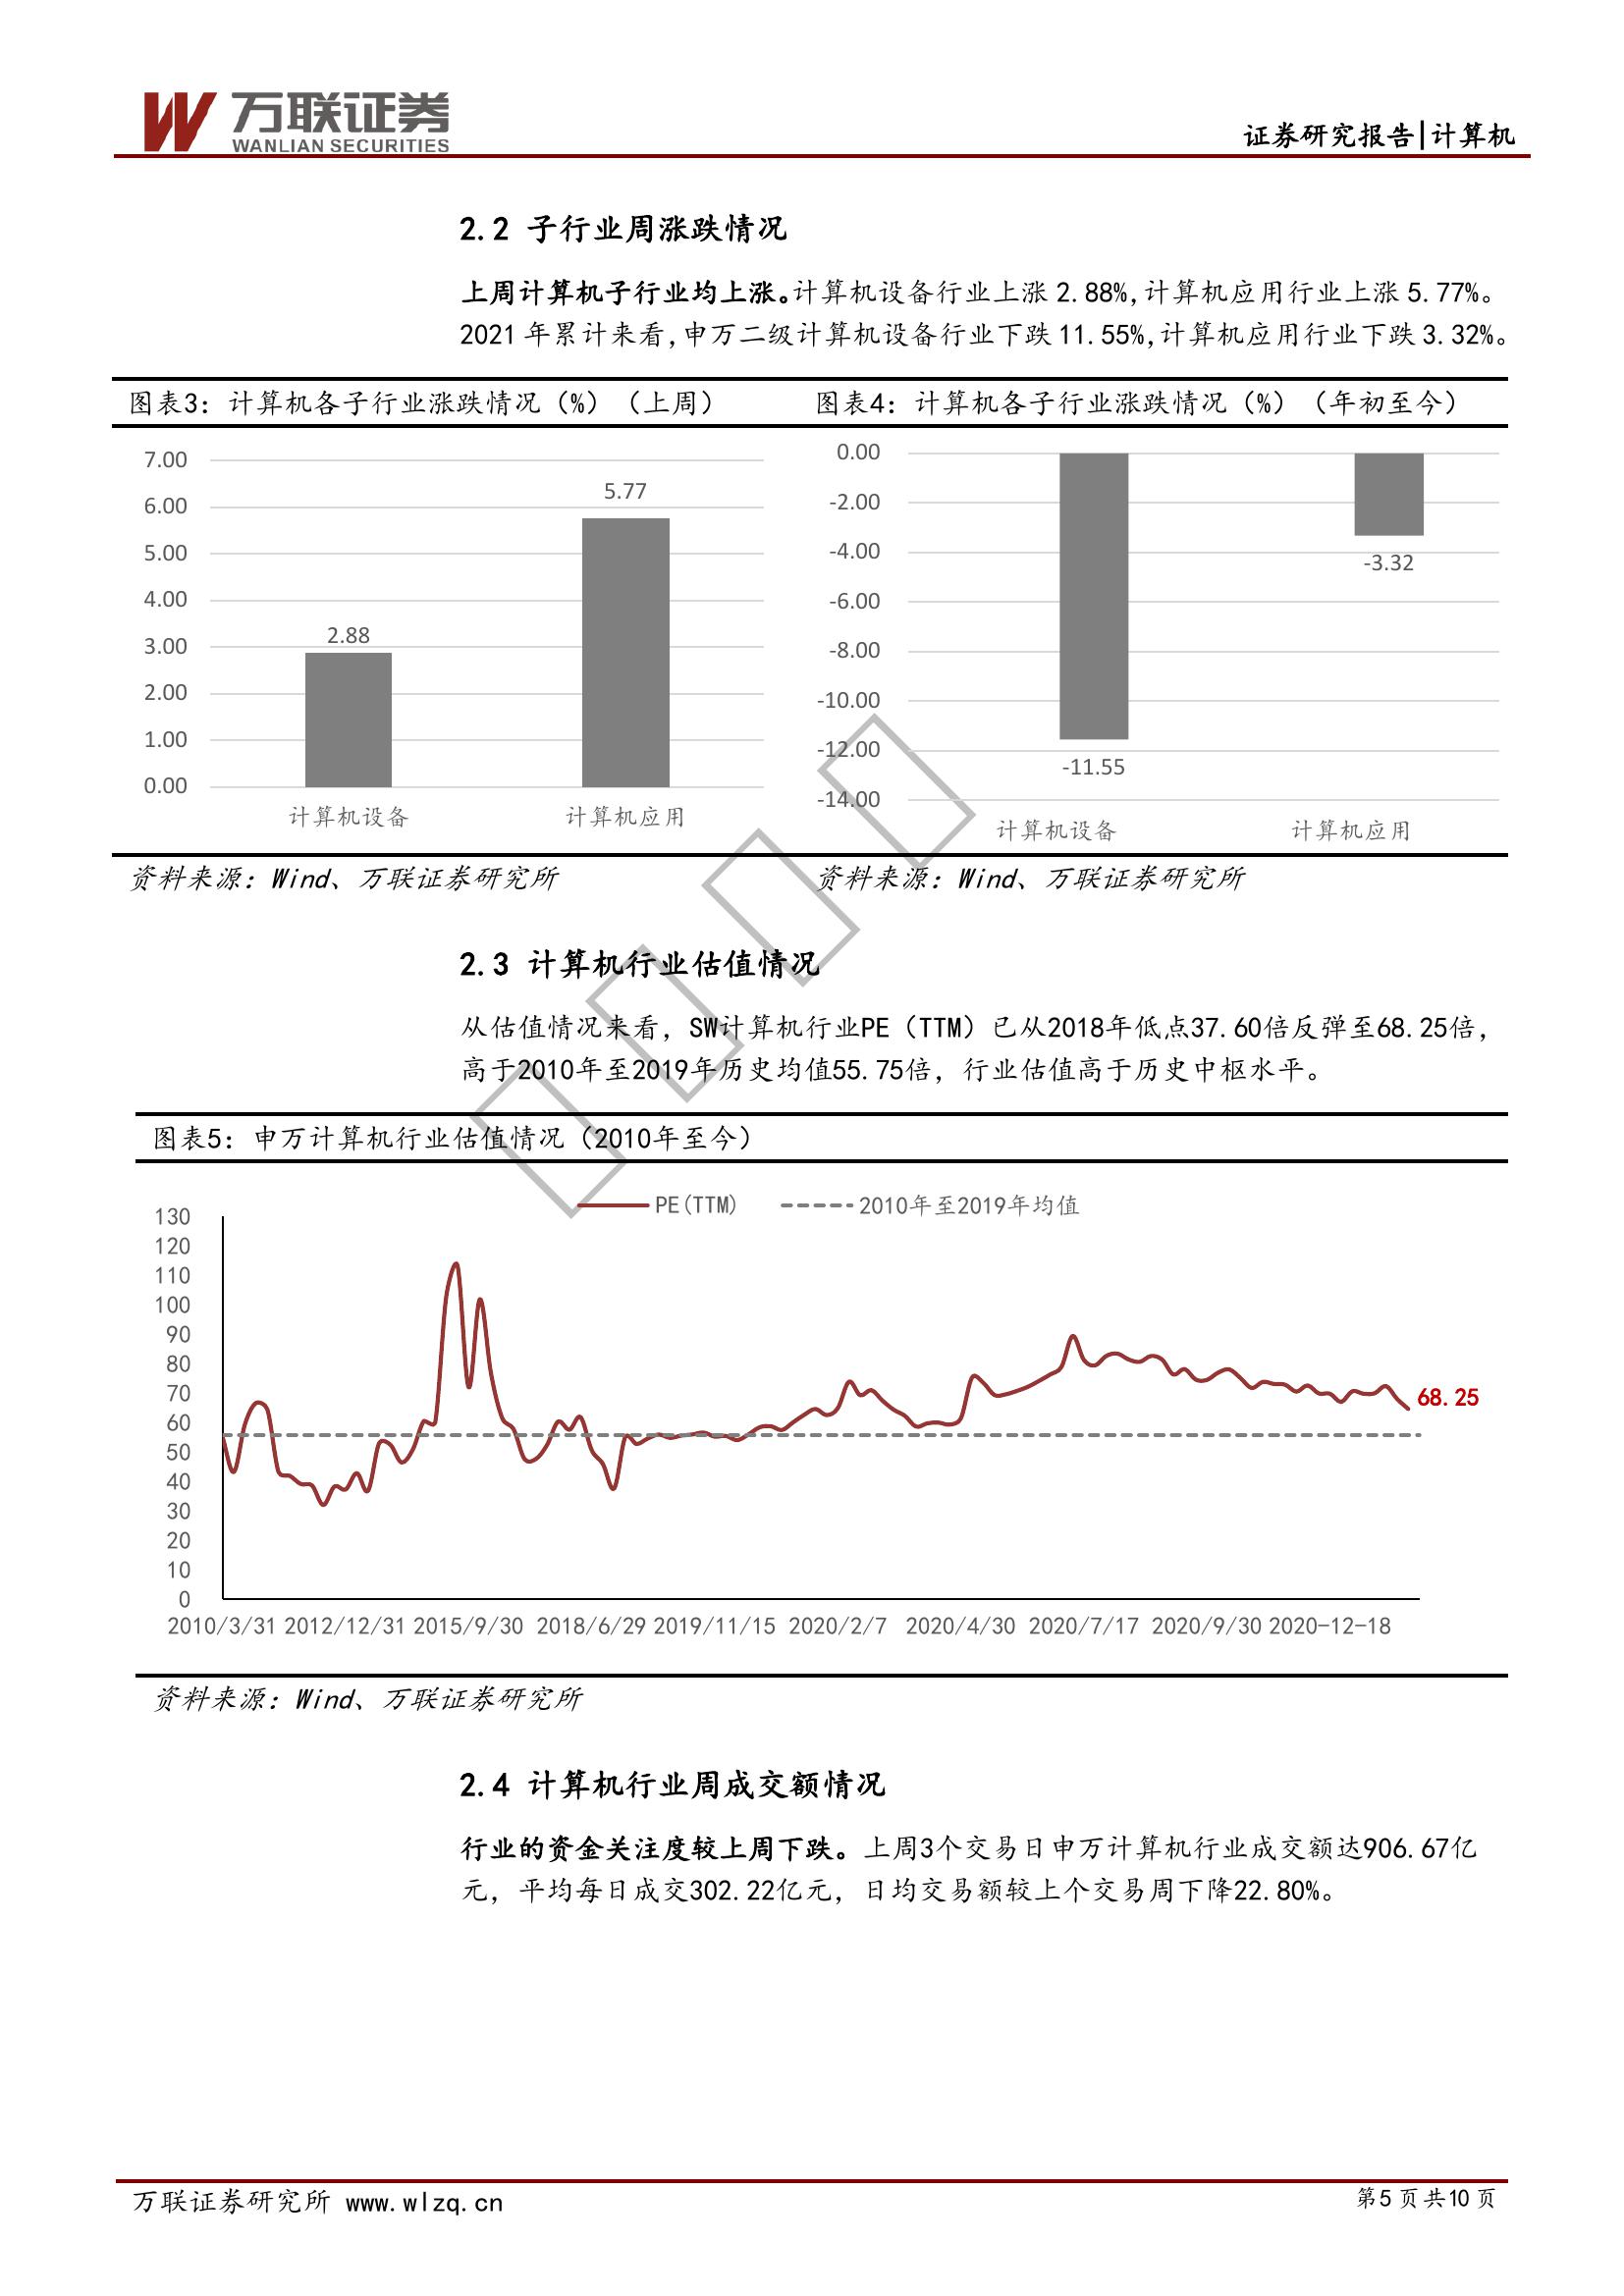 万联证券
WANLIAN SECURITIES
证券研究报告|计算机
2.2 子行业周涨跌情况
上周计算机子行业均上涨。计算机设备行业上涨 2.88%,计算机应用行业上涨 5.77%。
2021 年累计来看,申万二级计算机设备行业下跌 11.55%,计算机应用行业下跌 3.32%。
图表3：计算机各子行业涨跌情况（%）（上周）
7.00
6.00
5.00
4.00
3.00
2.00
1.00
0.00
2.88
5.77
计算机设备
计算机应用
资料来源：Wind、万联证券研究所
图表4：计算机各子行业涨跌情况（%）（年初至今）
0.00
-2.00
-4.00
-6.00
-8.00
-10.00
-12.00
-14.00
-11.55
-3.32
计算机设备
计算机应用
资料来源：Wind、万联证券研究所
2.3 计算机行业估值情况
从估值情况来看，SW计算机行业PE（TTM）已从2018年低点37.60倍反弹至68.25倍，
高于2010年至2019年历史均值55.75倍，行业估值高于历史中枢水平。
图表5：申万计算机行业估值情况（2010年至今）
PE(TTM)
2010年至2019年均值
130
120
110
100
90
80
70
60
50
40
30
20
10
0
68.25
2010/3/31 2012/12/31 2015/9/30 2018/6/29 2019/11/15 2020/2/7 2020/4/30 2020/7/17 2020/9/30 2020-12-18
资料来源：Wind、万联证券研究所
2.4 计算机行业周成交额情况
行业的资金关注度较上周下跌。上周3个交易日申万计算机行业成交额达906.67亿
元，平均每日成交302.22亿元，日均交易额较上个交易周下降22.80%。
万联证券研究所 www.wlzq.cn
第5 页 共10 页